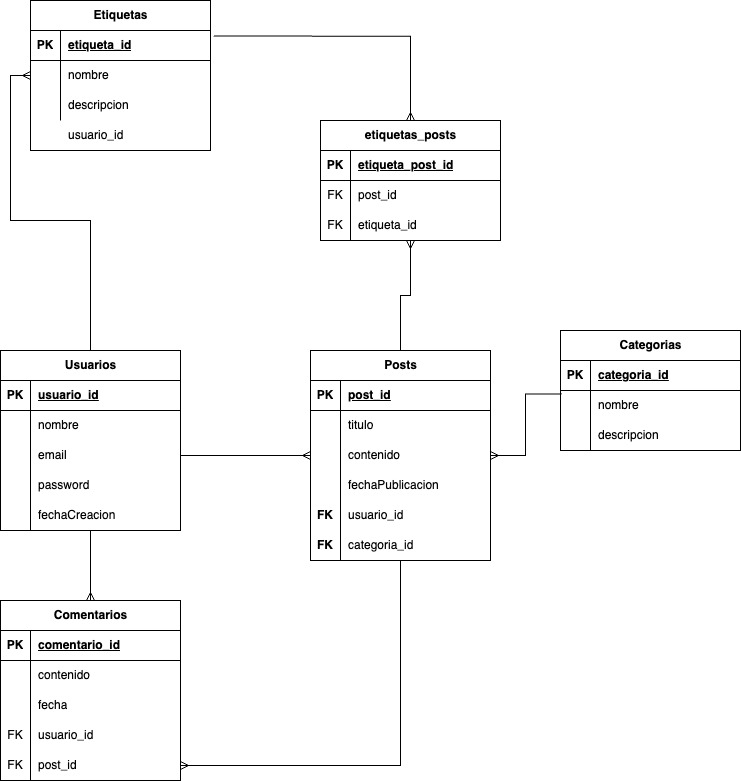 Etiquetas
PK etiqueta_id
nombre
descripcion
usuario_id
etiquetas_posts
PK etiqueta_post_id
FK post_id
FK etiqueta_id
Categorias
PK categoria_id
nombre
descripcion
Usuarios
PK usuario_id
nombre
email
password
fechaCreacion
Posts
PK post_id
titulo
contenido
fechaPublicacion
FK usuario_id
FK categoria_id
Comentarios
PK comentario_id
contenido
fecha
FK usuario_id
FK post_id